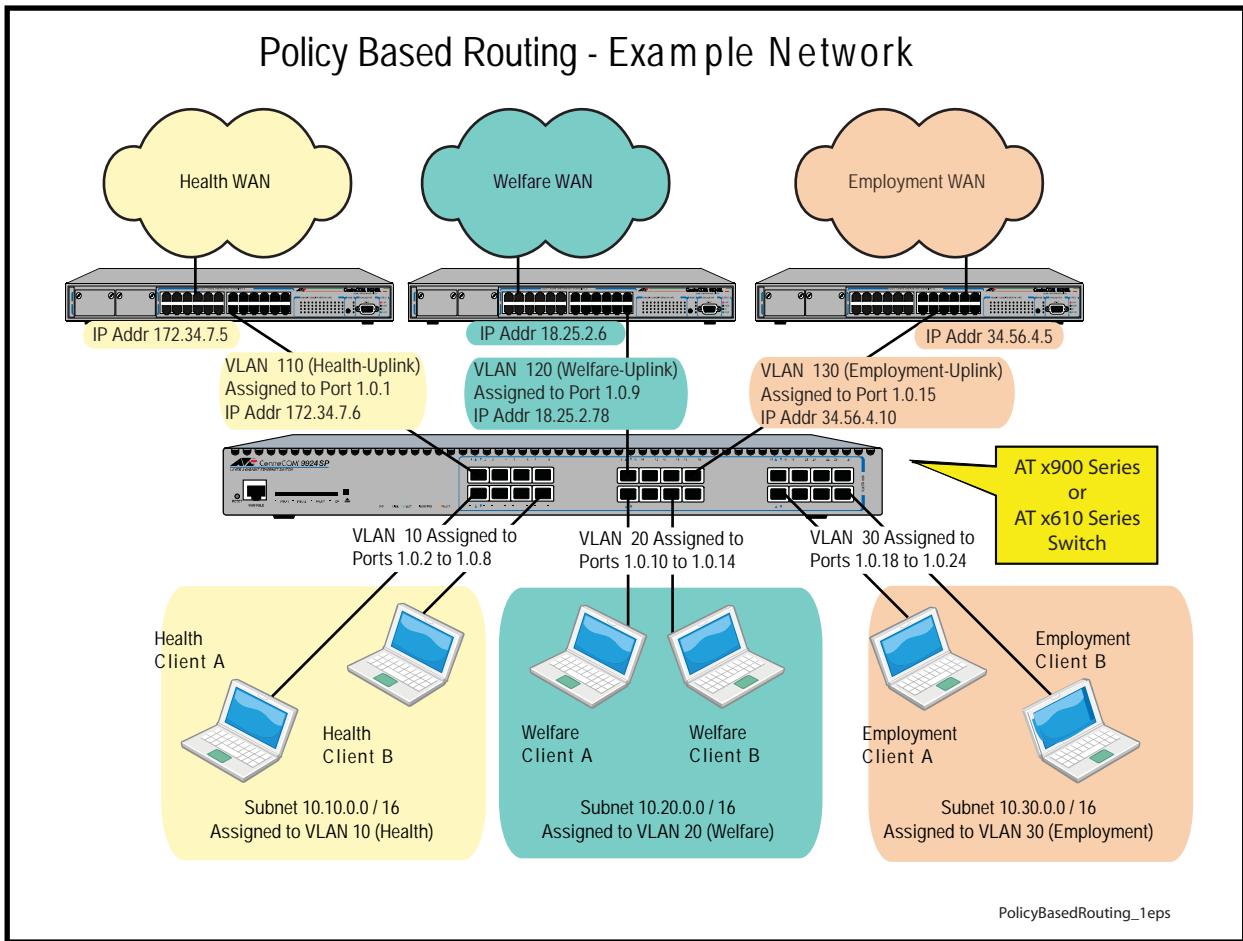 Policy Based Routing - Example Network
Health WAN
Welfare WAN
Employment WAN
IP Addr 172.34.7.5
IP Addr 18.25.2.6
IP Addr 34.56.4.5
VLAN 110 (Health-Uplink)
Assigned to Port 1.0.1
IP Addr 172.34.7.6
VLAN 120 (Welfare-Uplink)
Assigned to Port 1.0.9
IP Addr 18.25.2.78
VLAN 130 (Employment-Uplink)
Assigned to Port 1.0.15
IP Addr 34.56.4.10
CentreCOM 9924SP
AT x900 Series
or
AT x610 Series
Switch
VLAN 10 Assigned to
Ports 1.0.2 to 1.0.8
VLAN 20 Assigned to
Ports 1.0.10 to 1.0.14
VLAN 30 Assigned to
Ports 1.0.18 to 1.0.24
Health
Client A
Health
Client B
Welfare
Client A
Welfare
Client B
Employment
Client A
Employment
Client B
Subnet 10.10.0.0 / 16
Assigned to VLAN 10 (Health)
Subnet 10.20.0.0 / 16
Assigned to VLAN 20 (Welfare)
Subnet 10.30.0.0 / 16
Assigned to VLAN 30 (Employment)
PolicyBasedRouting_1eps